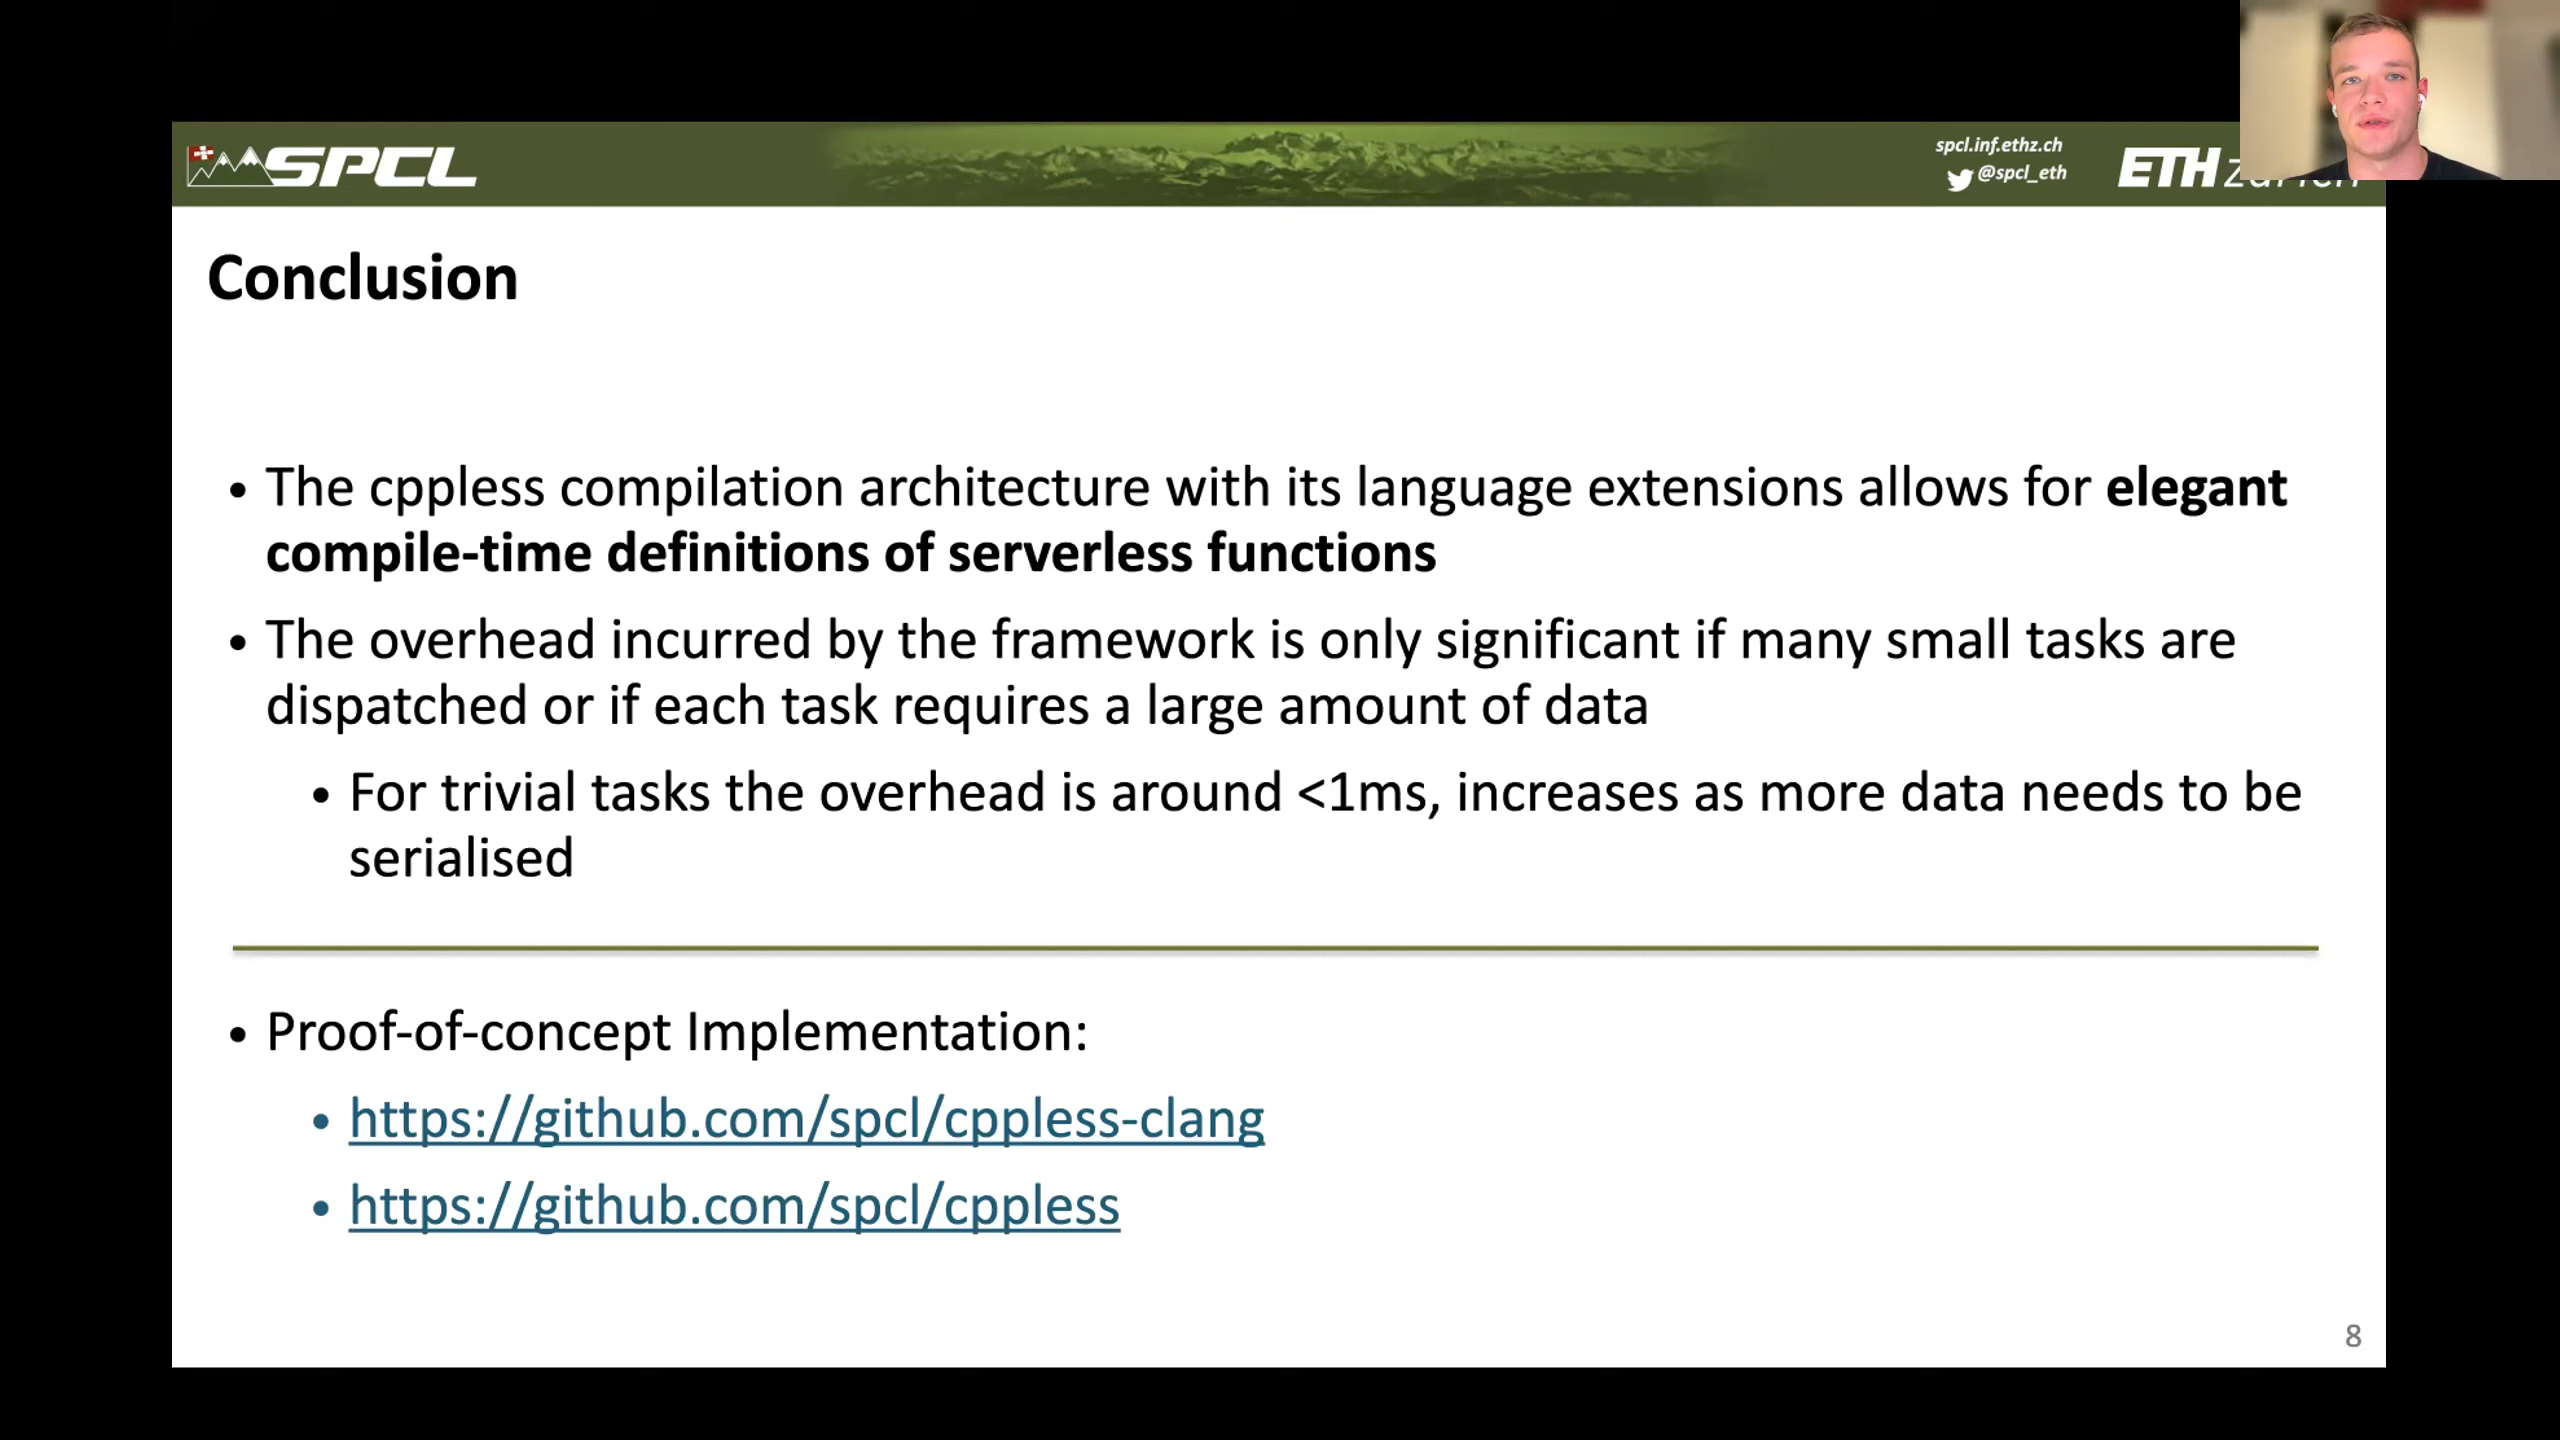 SPCL
spcl.inf.ethz.ch
@spcl_eth
ETH zürich
Conclusion
• The cppless compilation architecture with its language extensions allows for elegant
compile-time definitions of serverless functions
• The overhead incurred by the framework is only significant if many small tasks are
dispatched or if each task requires a large amount of data
• For trivial tasks the overhead is around <1ms, increases as more data needs to be
serialised
• Proof-of-concept Implementation:
• https://github.com/spcl/cppless-clang
• https://github.com/spcl/cppless
8